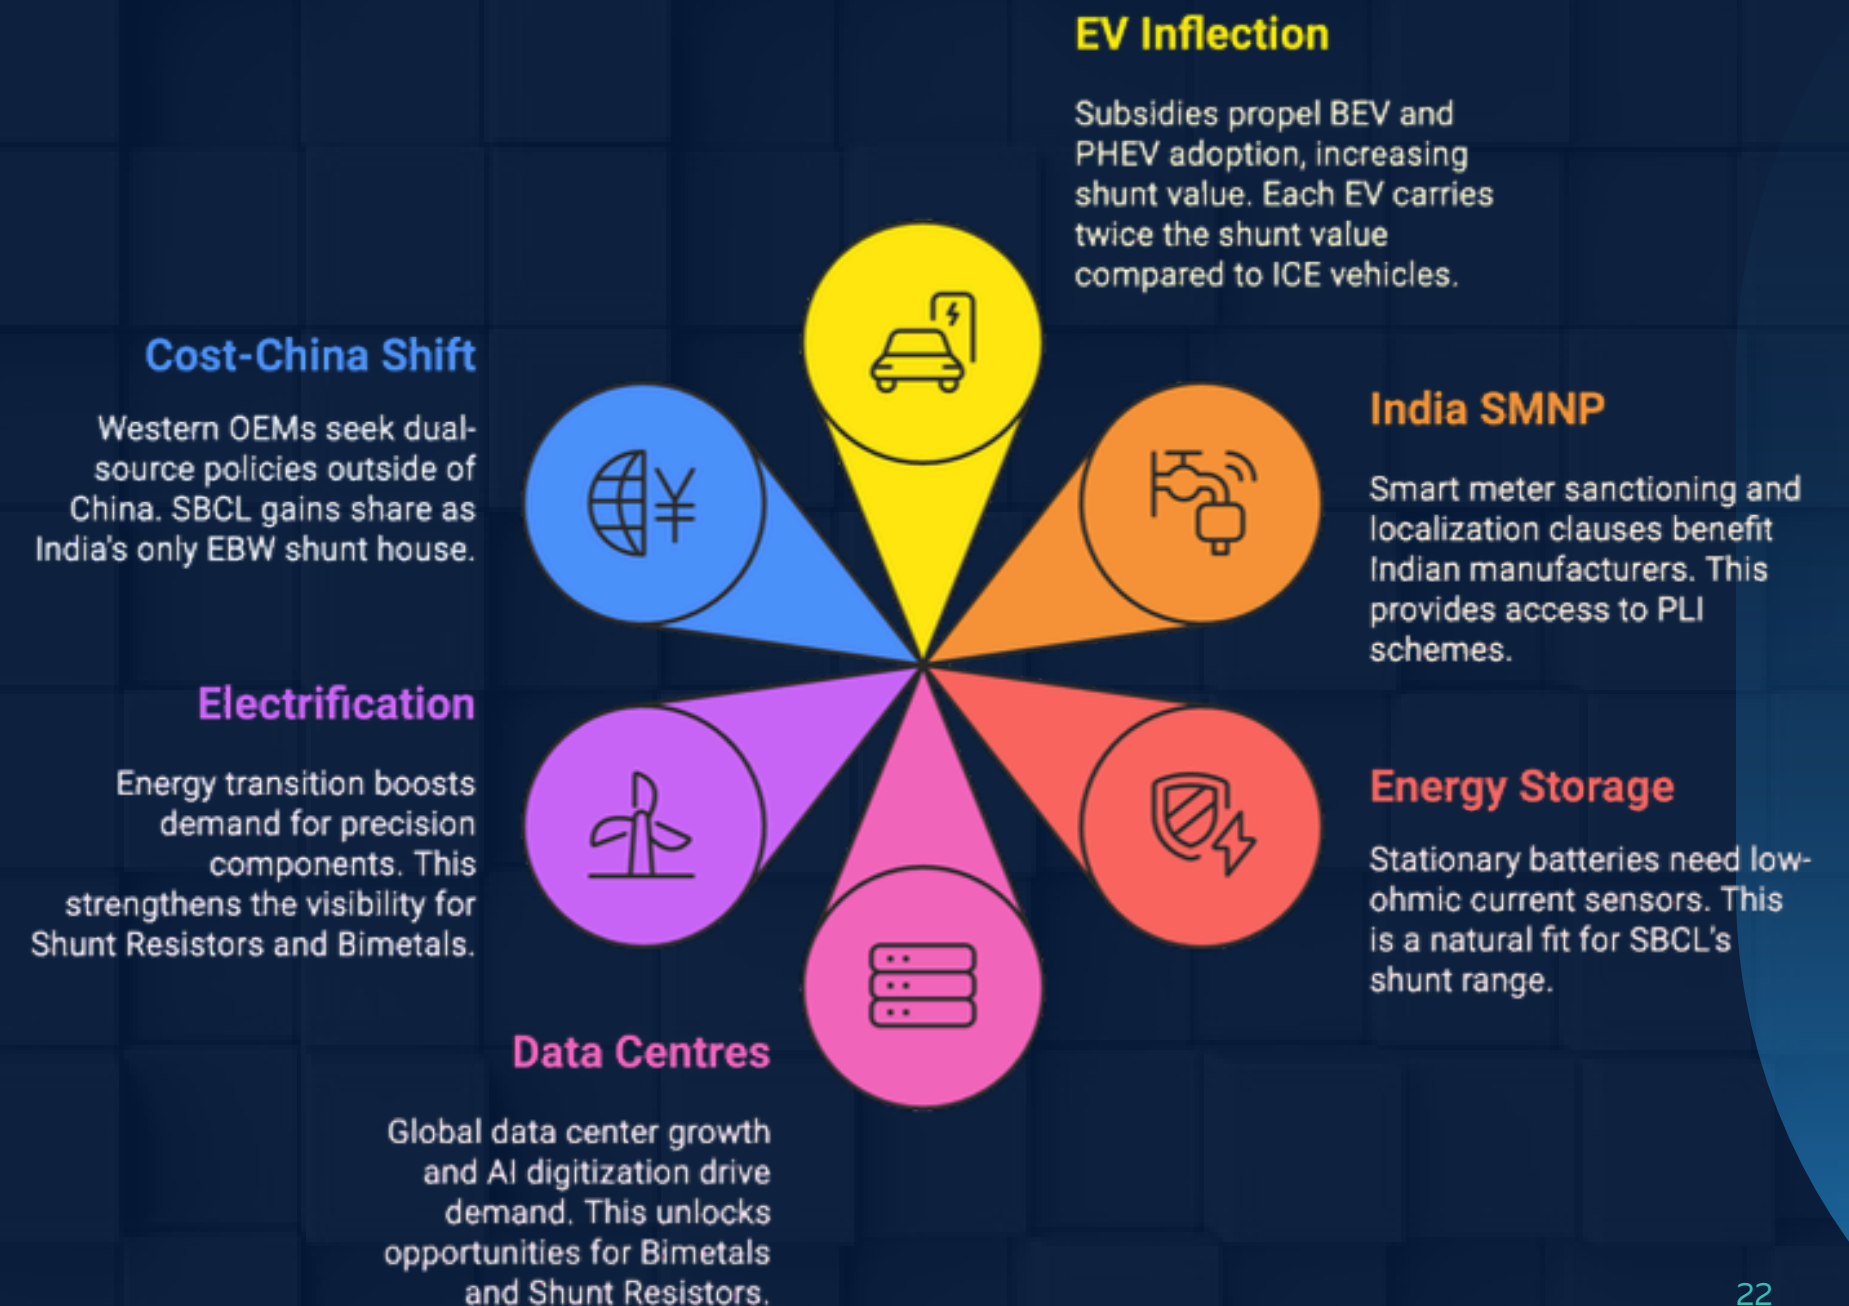 EV Inflection
Subsidies propel BEV and
PHEV adoption, increasing
shunt value. Each EV carries
twice the shunt value
compared to ICE vehicles.
Cost-China Shift
Western OEMs seek dual-
source policies outside of
China. SBCL gains share as
India's only EBW shunt house.
India SMNP
Smart meter sanctioning and
localization clauses benefit
Indian manufacturers. This
provides access to PLI
schemes.
Electrification
Energy transition boosts
demand for precision
components. This
strengthens the visibility for
Shunt Resistors and Bimetals.
Energy Storage
Stationary batteries need low-
ohmic current sensors. This
is a natural fit for SBCL's
shunt range.
Data Centres
Global data center growth
and AI digitization drive
demand. This unlocks
opportunities for Bimetals
and Shunt Resistors.
¥
22